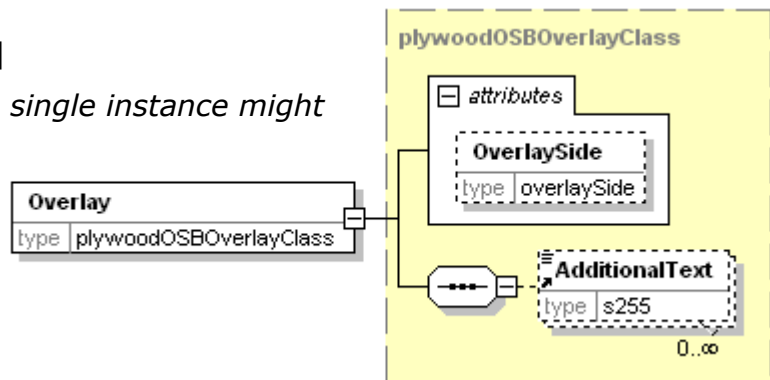 plywoodOSBOverlayClass
single instance might
attributes
OverlaySide
type overlaySide
Overlay
type plywoodOSBOverlayClass
AdditionalText
type s255
0..∞